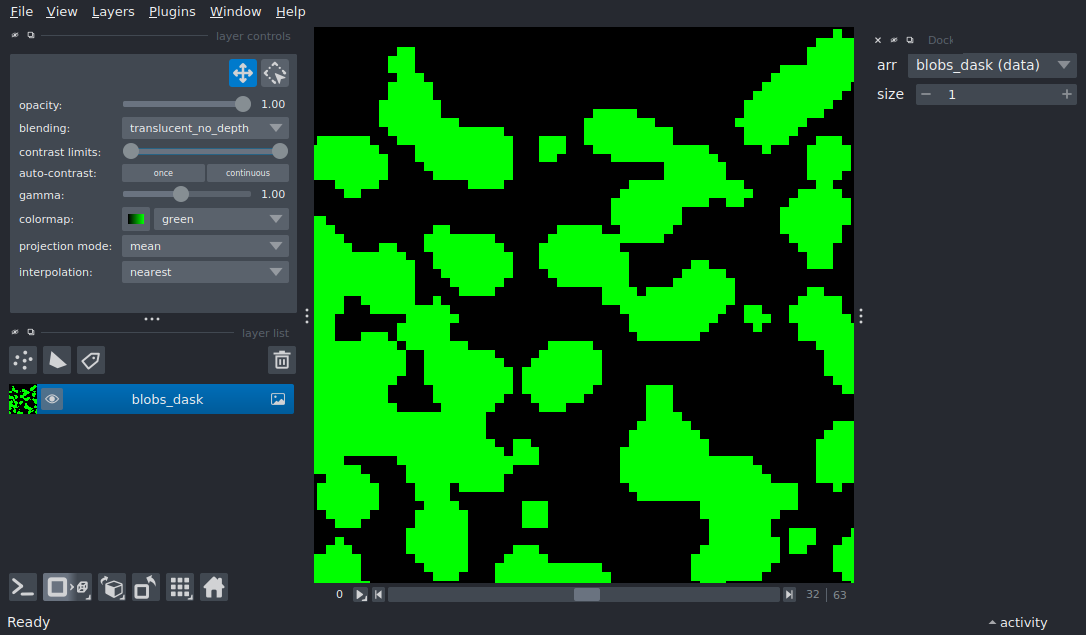 File View Layers Plugins Window Help
layer controls
opacity: 1.00
blending: translucent_no_depth
contrast limits:
auto-contrast: once continuous
gamma: 1.00
colormap: green
projection mode: mean
interpolation: nearest
layer list
blobs_dask
0 32 63
Dock
arr blobs_dask (data)
size 1
Ready
activity